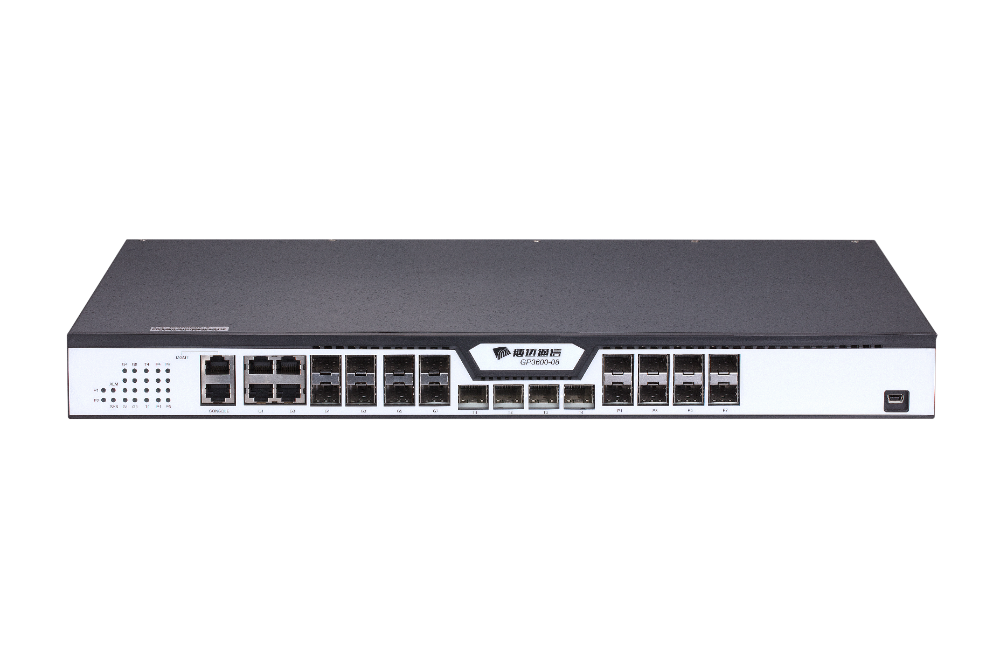 博达通信
GP3600-08
MGMT
G4 G8 T4 P4 P8
ALM
P1
P2
SYS G1 G5 T1 P1 P5
CONSOLE G1 G3 G1 G3 G5 G7 T1 T2 T3 T4 P1 P3 P5 P7